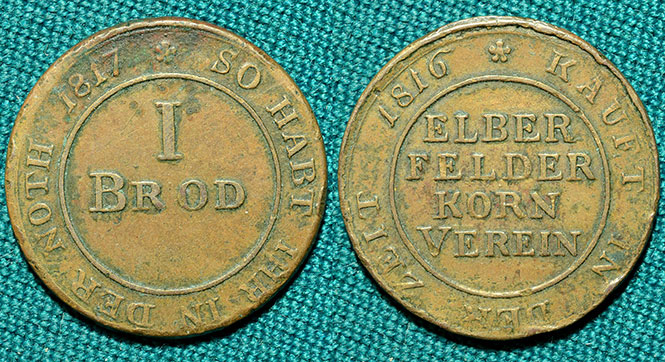 SO HABT IHR IN DER NOTH 1817
I
BROD
KAUFT IN DER ZEIT 1816
ELBER
FELDER
KORN
VEREIN